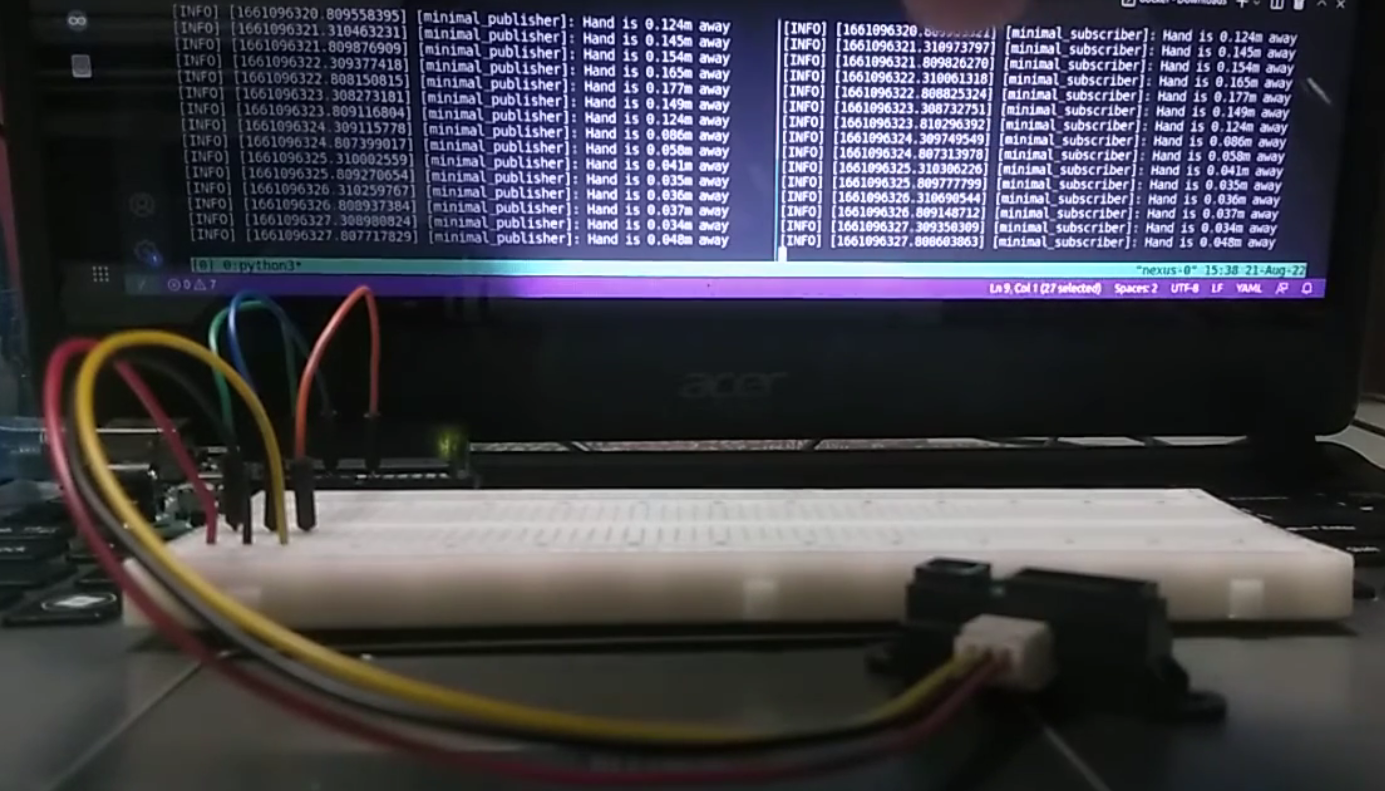 [INFO] [1661096320.809558395] [minimal_publisher]: Hand is 0.124m away
[INFO] [1661096321.310463231] [minimal_publisher]: Hand is 0.145m away
[INFO] [1661096321.809876909] [minimal_publisher]: Hand is 0.154m away
[INFO] [1661096322.309377418] [minimal_publisher]: Hand is 0.165m away
[INFO] [1661096322.808150815] [minimal_publisher]: Hand is 0.177m away
[INFO] [1661096323.308273181] [minimal_publisher]: Hand is 0.149m away
[INFO] [1661096323.809116804] [minimal_publisher]: Hand is 0.124m away
[INFO] [1661096324.309115778] [minimal_publisher]: Hand is 0.086m away
[INFO] [1661096324.807399017] [minimal_publisher]: Hand is 0.058m away
[INFO] [1661096325.310002559] [minimal_publisher]: Hand is 0.041m away
[INFO] [1661096325.809270654] [minimal_publisher]: Hand is 0.035m away
[INFO] [1661096326.310259767] [minimal_publisher]: Hand is 0.036m away
[INFO] [1661096326.808937384] [minimal_publisher]: Hand is 0.037m away
[INFO] [1661096327.308980824] [minimal_publisher]: Hand is 0.034m away
[INFO] [1661096327.807717829] [minimal_publisher]: Hand is 0.048m away
[INFO] [minimal_subscriber]: Hand is 0.124m away
[INFO] [1661096321.310973797] [minimal_subscriber]: Hand is 0.145m away
[INFO] [1661096321.809826270] [minimal_subscriber]: Hand is 0.154m away
[INFO] [1661096322.310061318] [minimal_subscriber]: Hand is 0.165m away
[INFO] [1661096322.808825324] [minimal_subscriber]: Hand is 0.177m away
[INFO] [1661096323.308732751] [minimal_subscriber]: Hand is 0.149m away
[INFO] [1661096323.810296392] [minimal_subscriber]: Hand is 0.124m away
[INFO] [1661096324.309749549] [minimal_subscriber]: Hand is 0.086m away
[INFO] [1661096324.807313978] [minimal_subscriber]: Hand is 0.058m away
[INFO] [1661096325.310306226] [minimal_subscriber]: Hand is 0.041m away
[INFO] [1661096325.809777799] [minimal_subscriber]: Hand is 0.035m away
[INFO] [1661096326.310690544] [minimal_subscriber]: Hand is 0.036m away
[INFO] [1661096326.809148712] [minimal_subscriber]: Hand is 0.037m away
[INFO] [1661096327.309350309] [minimal_subscriber]: Hand is 0.034m away
[INFO] [1661096327.808603863] [minimal_subscriber]: Hand is 0.048m away
[0] 0:python3* "nexus-0" 15:38 21-Aug-22
0 7 Ln 9, Col 1 (27 selected) Spaces: 2 UTF-8 LF YAML
acer